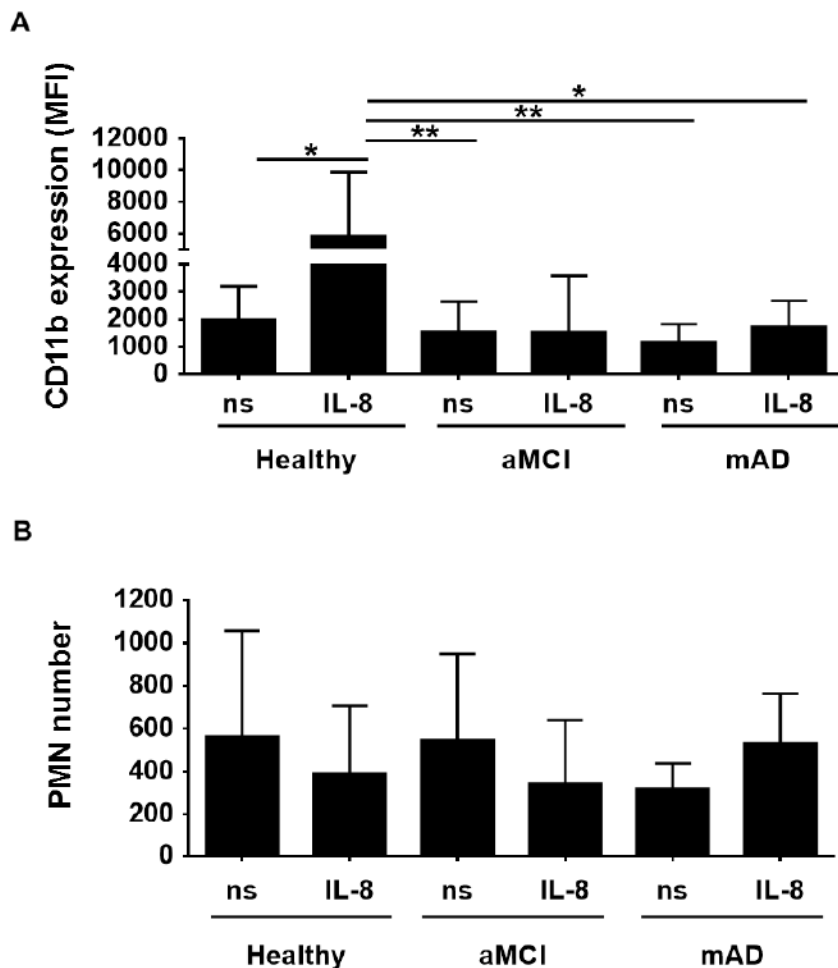 A
CD11b expression (MFI)
*
**
**
*
12000
10000
8000
6000
4000
3000
2000
1000
0
ns IL-8 ns IL-8 ns IL-8
Healthy aMCI mAD
B
PMN number
1200
1000
800
600
400
200
0
ns IL-8 ns IL-8 ns IL-8
Healthy aMCI mAD